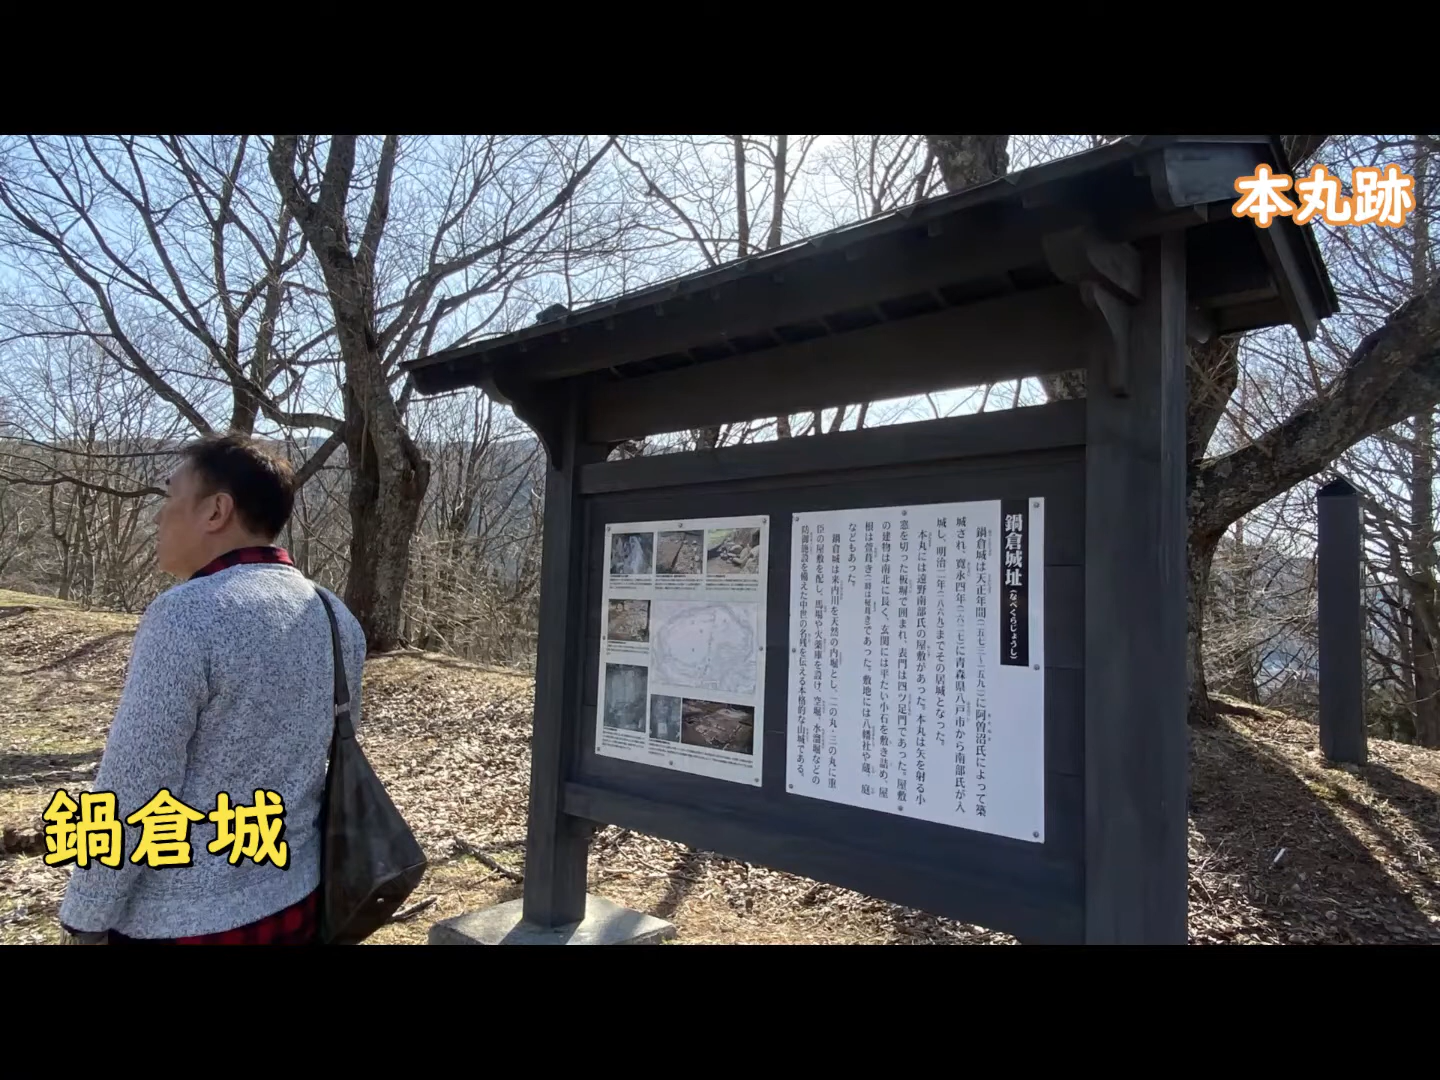 本丸跡
鍋倉城
鍋倉城址（なべくらじょうし）
鍋倉城は天正年間（一五七三～一五九一）に阿曽沼氏によって築
城され、寛永四年（一六二七）に青森県八戸市から南部氏が入
城し、明治二年（一八六九）までその居城となった。
本丸には遠野南部氏の屋敷があった。本丸は矢を射る小
窓を切った板塀で囲まれ、表門は四ツ足門であった。屋敷
の建物は南北に長く、玄関には平たい小石を敷き詰め、屋
根は萱葺き（一時は柾葺き）であった。敷地には八幡社や蔵、庭
などもあった。
鍋倉城は来内川を天然の内堀とし、二の丸・三の丸に重
臣の屋敷を配し、馬場や火薬庫を設け、空堀、水溜堀などの
防御施設を備えた中世の名残を伝える本格的な山城である。